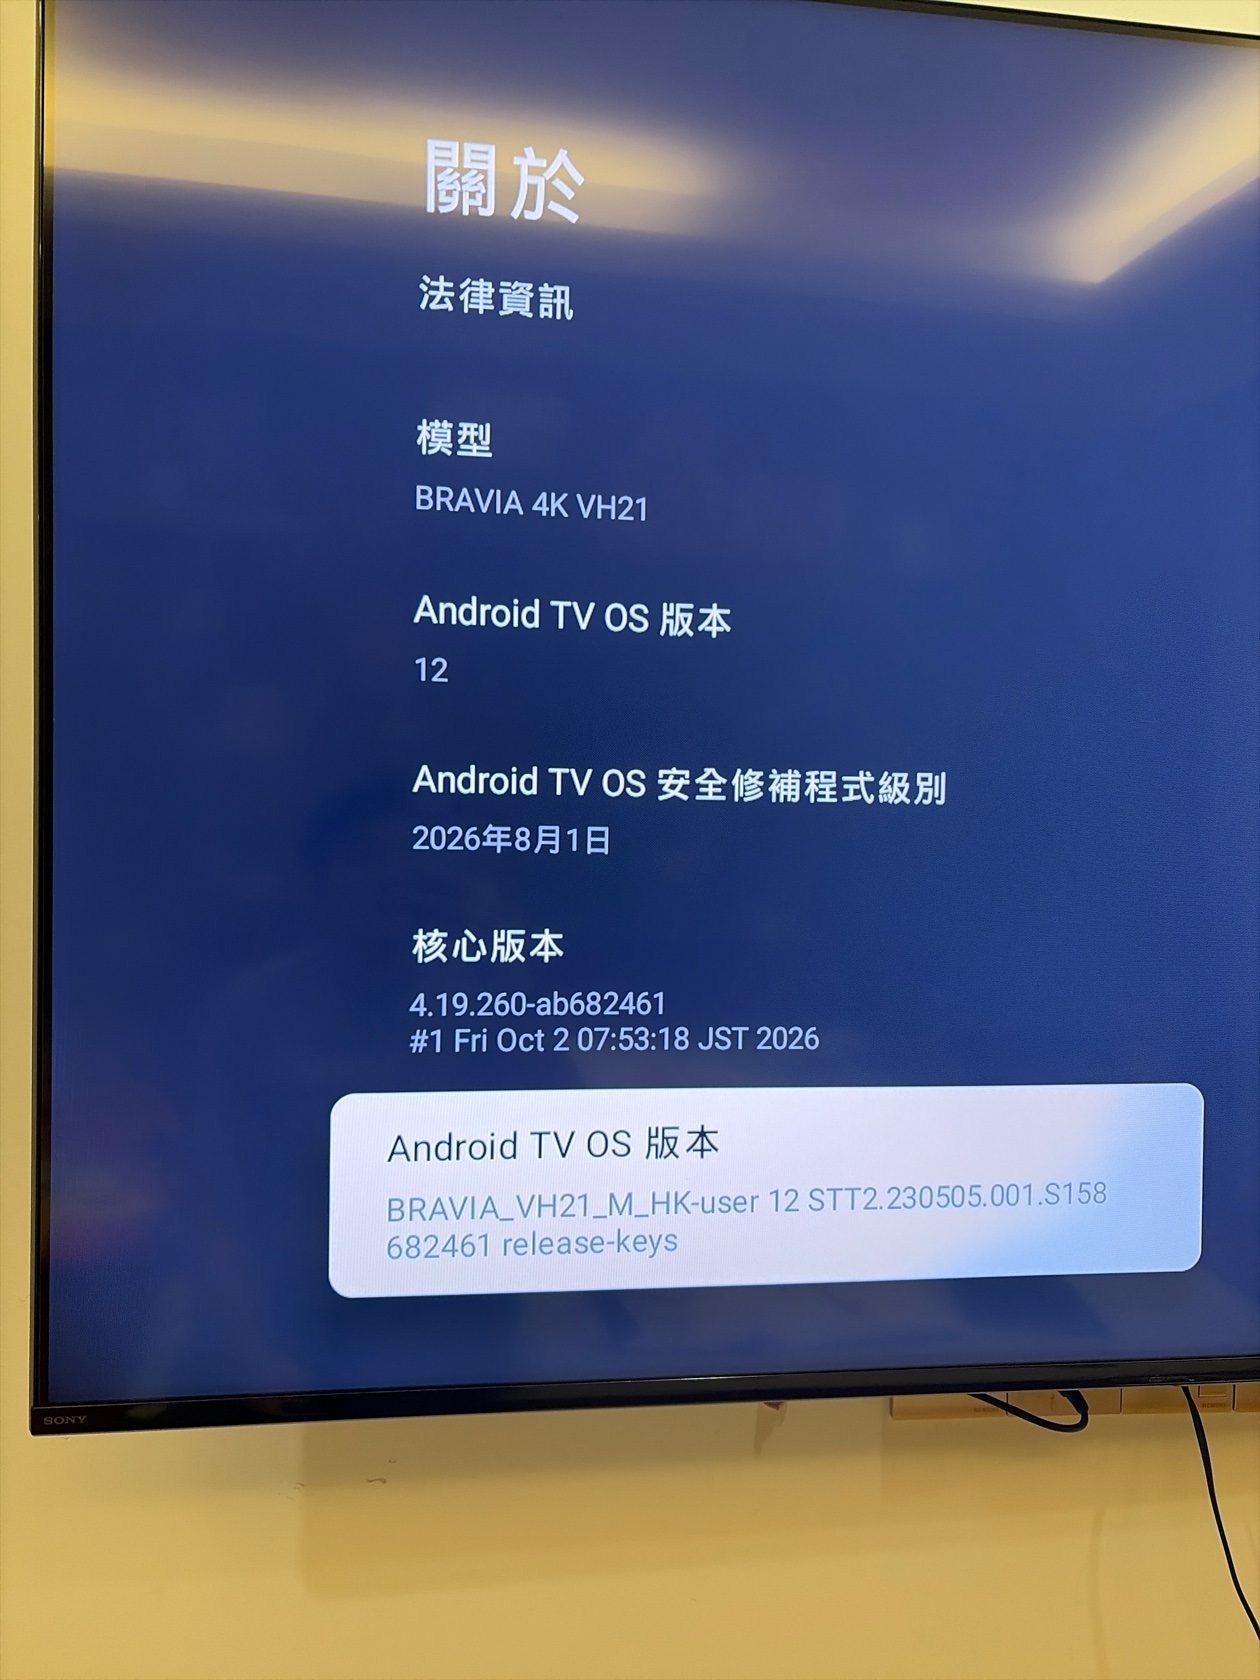 關於
法律資訊
模型
BRAVIA 4K VH21
Android TV OS 版本
12
Android TV OS 安全修補程式級別
2026年8月1日
核心版本
4.19.260-ab682461
#1 Fri Oct 2 07:53:18 JST 2026
Android TV OS 版本
BRAVIA_VH21_M_HK-user 12 STT2.230505.001.S158
682461 release-keys
SONY